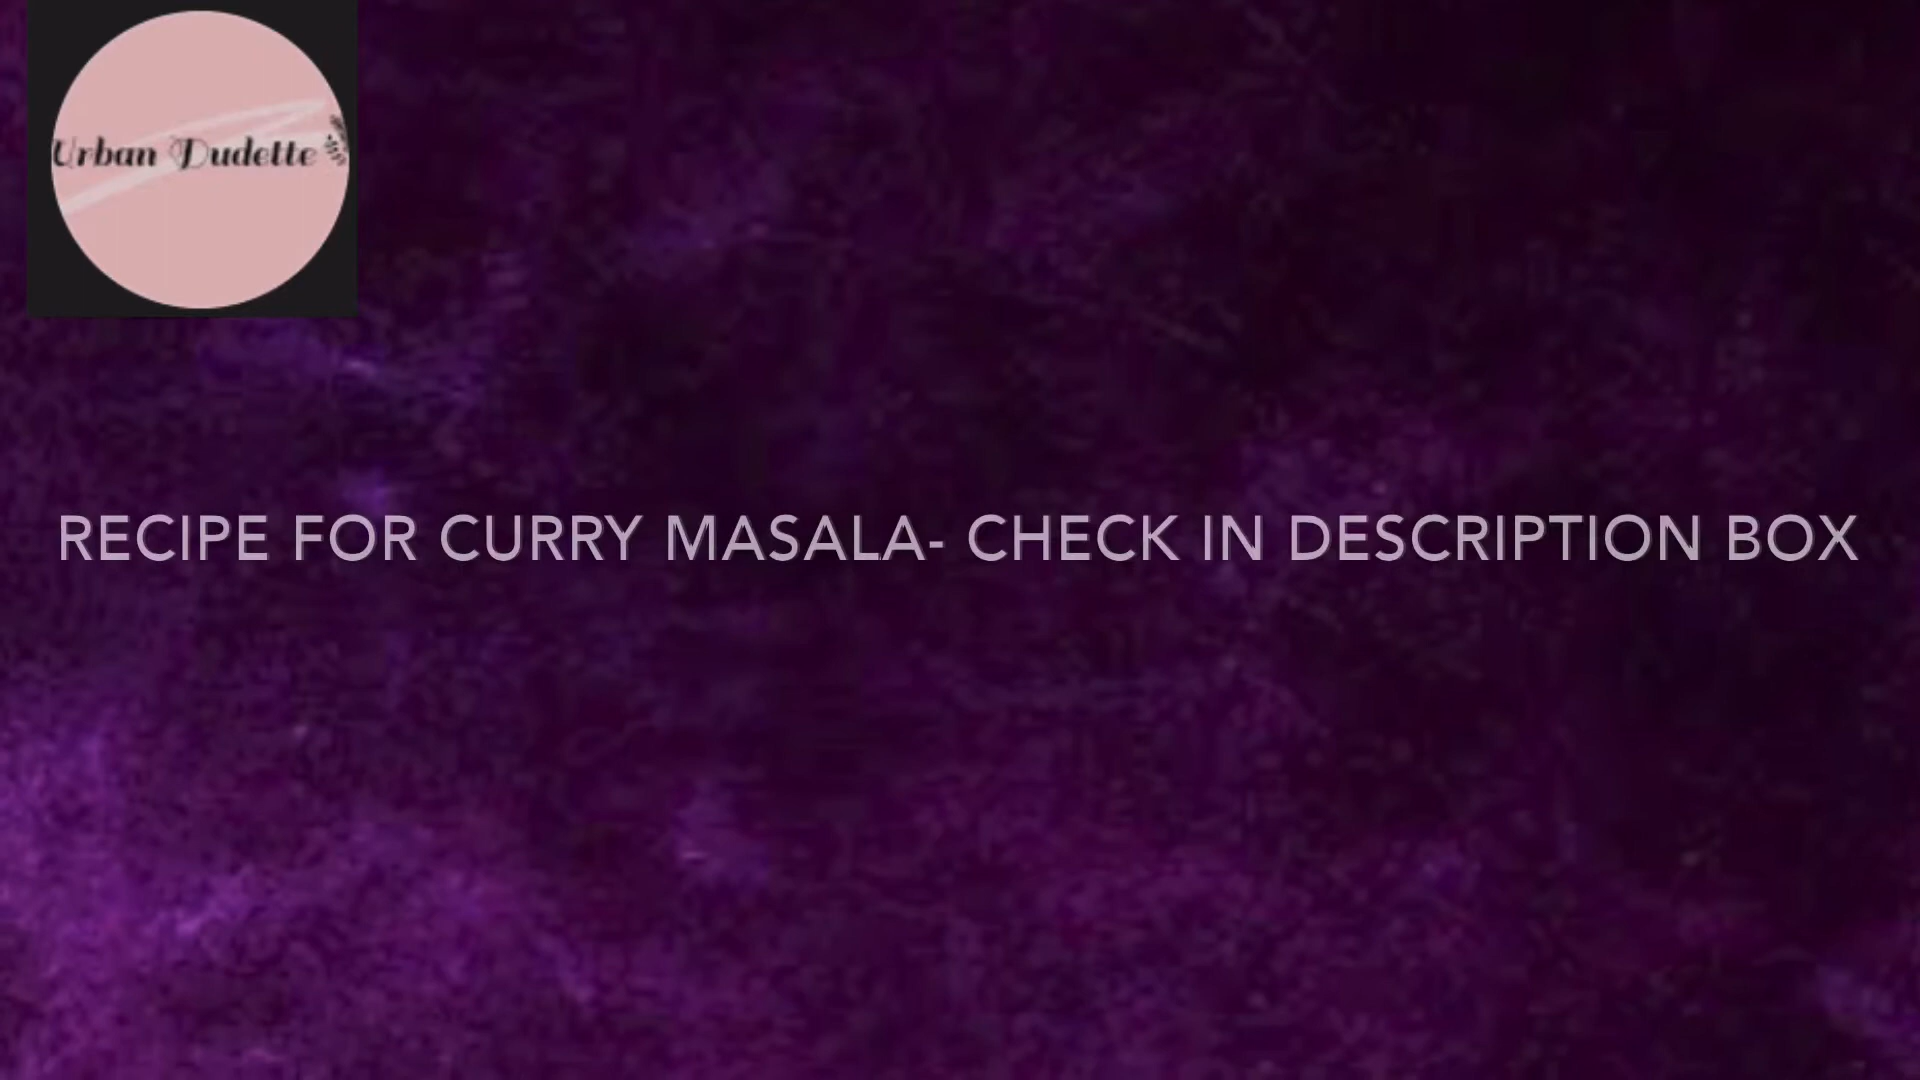 Urban Dudette
RECIPE FOR CURRY MASALA- CHECK IN DESCRIPTION BOX